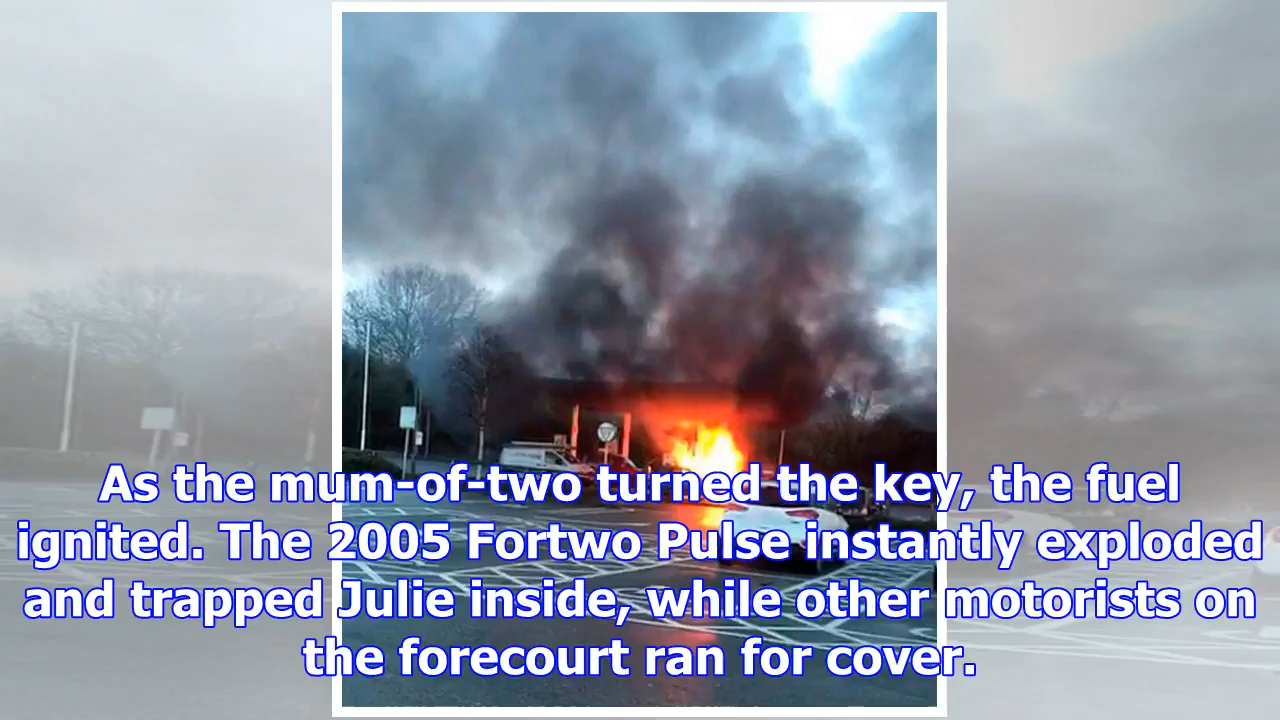 As the mum-of-two turned the key, the fuel
ignited. The 2005 Fortwo Pulse instantly exploded
and trapped Julie inside, while other motorists on
the forecourt ran for cover.